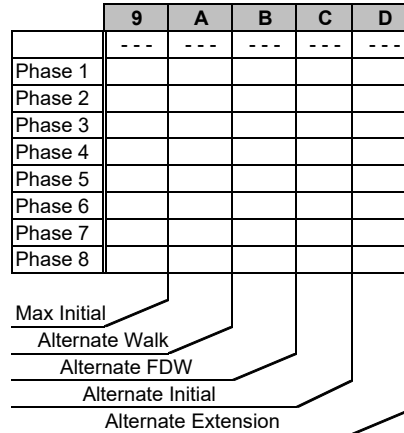 9 A B C D
--- --- --- --- ---
Phase 1
Phase 2
Phase 3
Phase 4
Phase 5
Phase 6
Phase 7
Phase 8
Max Initial
Alternate Walk
Alternate FDW
Alternate Initial
Alternate Extension